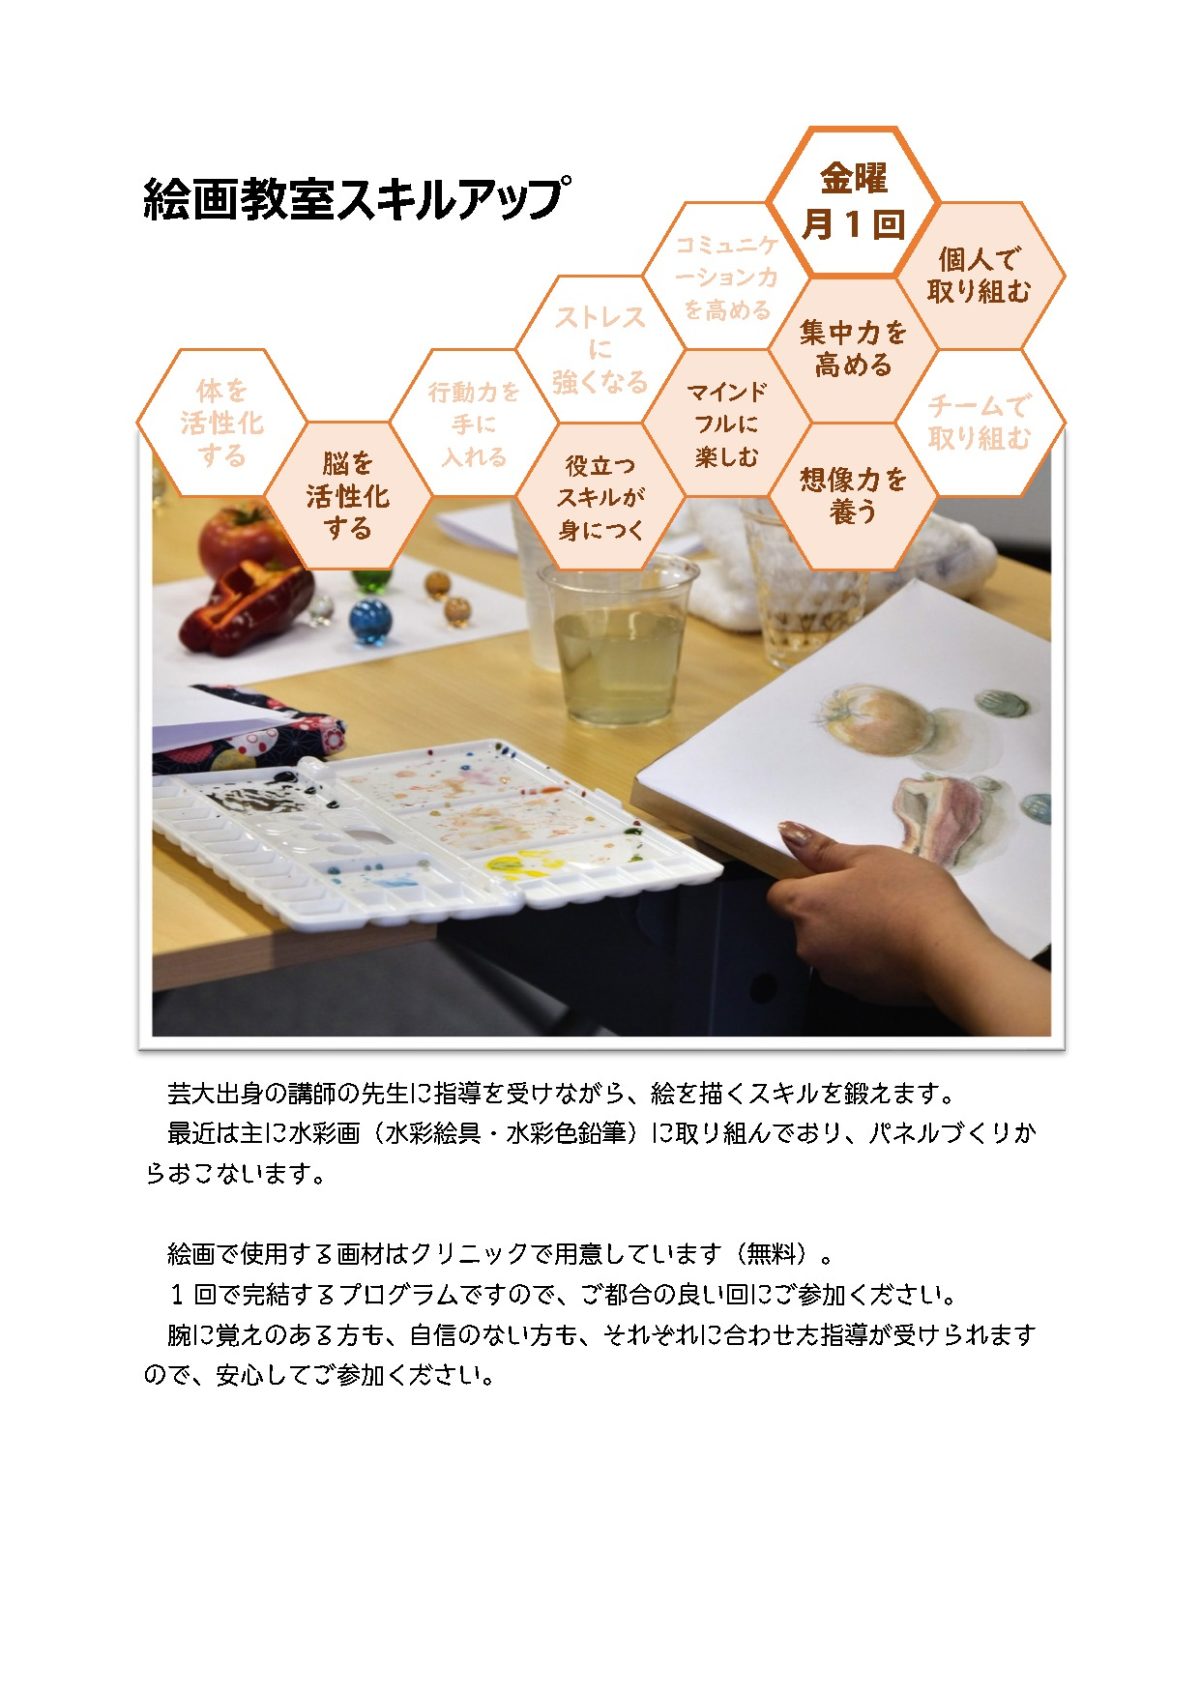 絵画教室スキルアップ
金曜
月1回
コミュニケ
ーション力
を高める
個人で
取り組む
ストレス
に
強くなる
集中力を
高める
体を
活性化
する
行動力を
手に
入れる
マインド
フルに
楽しむ
チームで
取り組む
脳を
活性化
する
役立つ
スキルが
身につく
想像力を
養う
芸大出身の講師の先生に指導を受けながら、絵を描くスキルを鍛えます。
最近は主に水彩画（水彩絵具・水彩色鉛筆）に取り組んでおり、パネルづくりか
らおこないます。
絵画で使用する画材はクリニックで用意しています（無料）。
1回で完結するプログラムですので、ご都合の良い回にご参加ください。
腕に覚えのある方も、自信のない方も、それぞれに合わせた指導が受けられます
ので、安心してご参加ください。